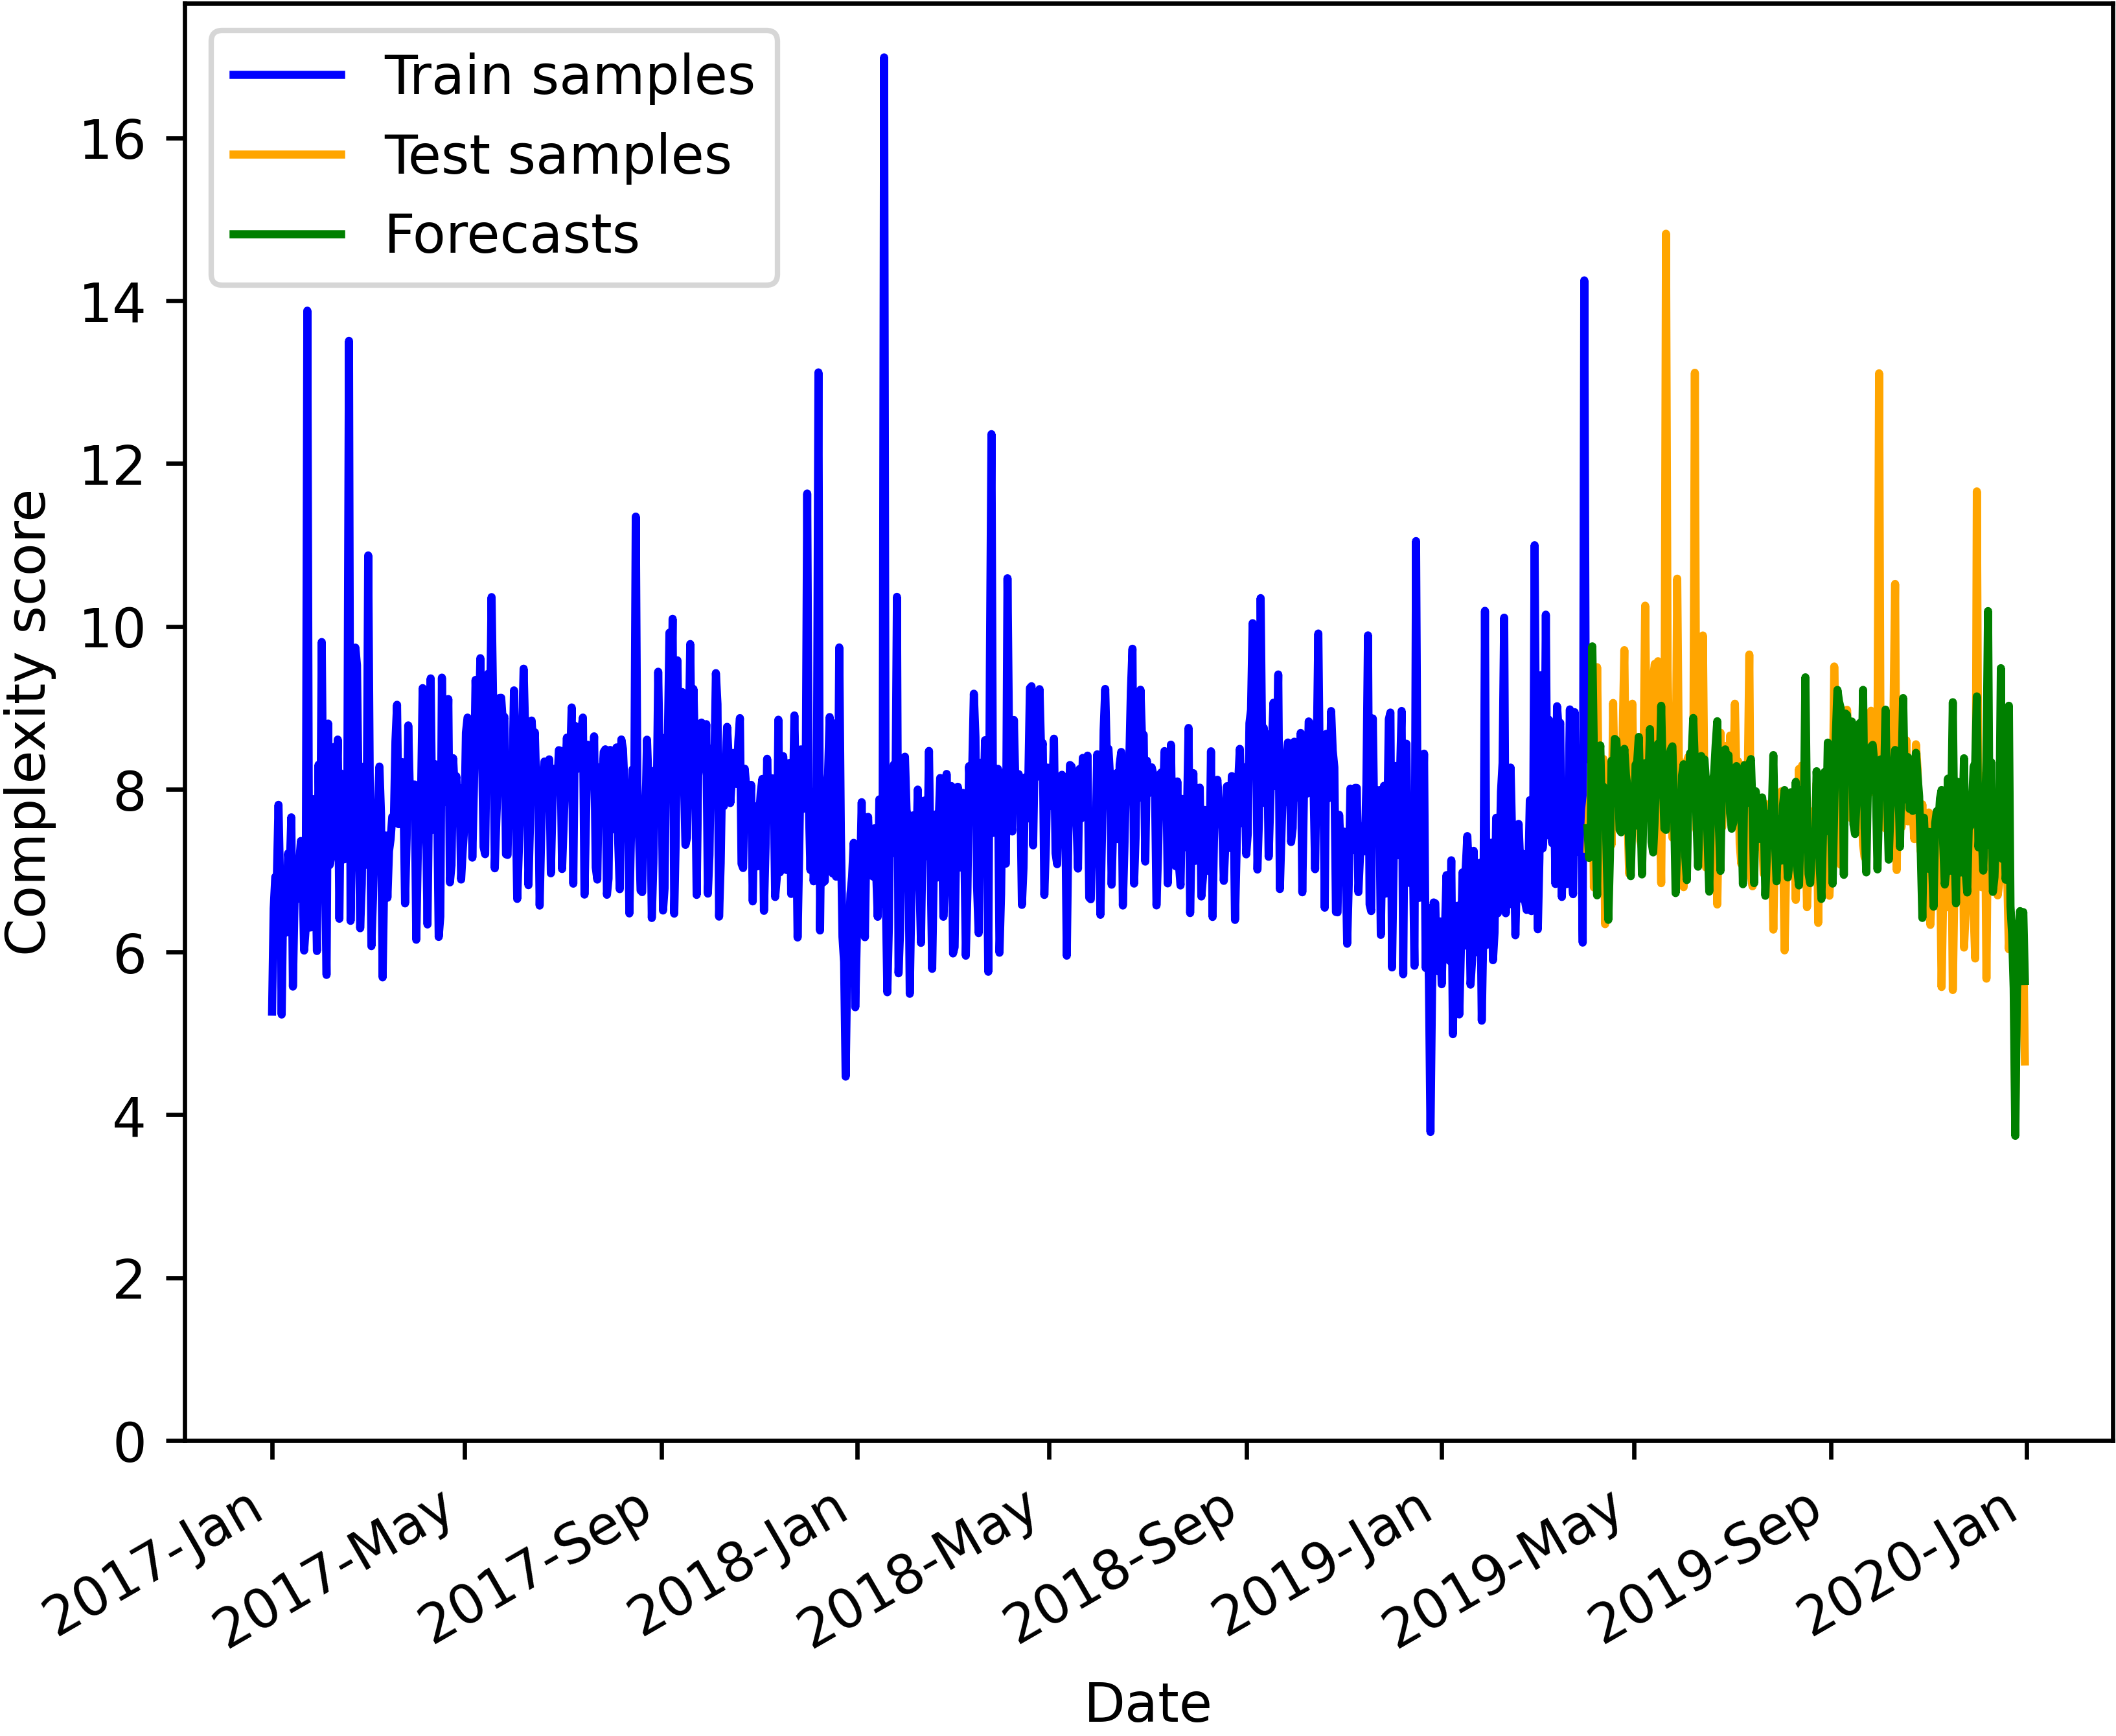 Train samples
Test samples
Forecasts
Complexity score
16
14
12
10
8
6
4
2
0
2017-Jan
2017-May
2017-Sep
2018-Jan
2018-May
2018-Sep
2019-Jan
2019-May
2019-Sep
2020-Jan
Date